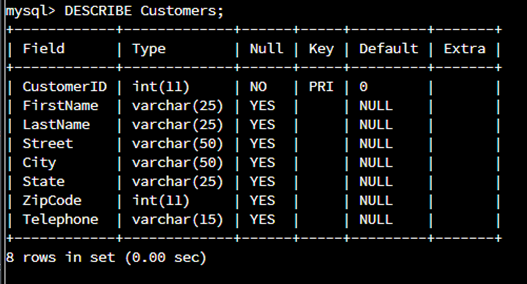 mysql> DESCRIBE Customers;
+------------+-------------+------+-----+---------+-------+
| Field      | Type        | Null | Key | Default | Extra |
+------------+-------------+------+-----+---------+-------+
| CustomerID | int(11)     | NO   | PRI | 0       |       |
| FirstName  | varchar(25) | YES  |     | NULL    |       |
| LastName   | varchar(25) | YES  |     | NULL    |       |
| Street     | varchar(50) | YES  |     | NULL    |       |
| City       | varchar(50) | YES  |     | NULL    |       |
| State      | varchar(25) | YES  |     | NULL    |       |
| ZipCode    | int(11)     | YES  |     | NULL    |       |
| Telephone  | varchar(15) | YES  |     | NULL    |       |
+------------+-------------+------+-----+---------+-------+
8 rows in set (0.00 sec)